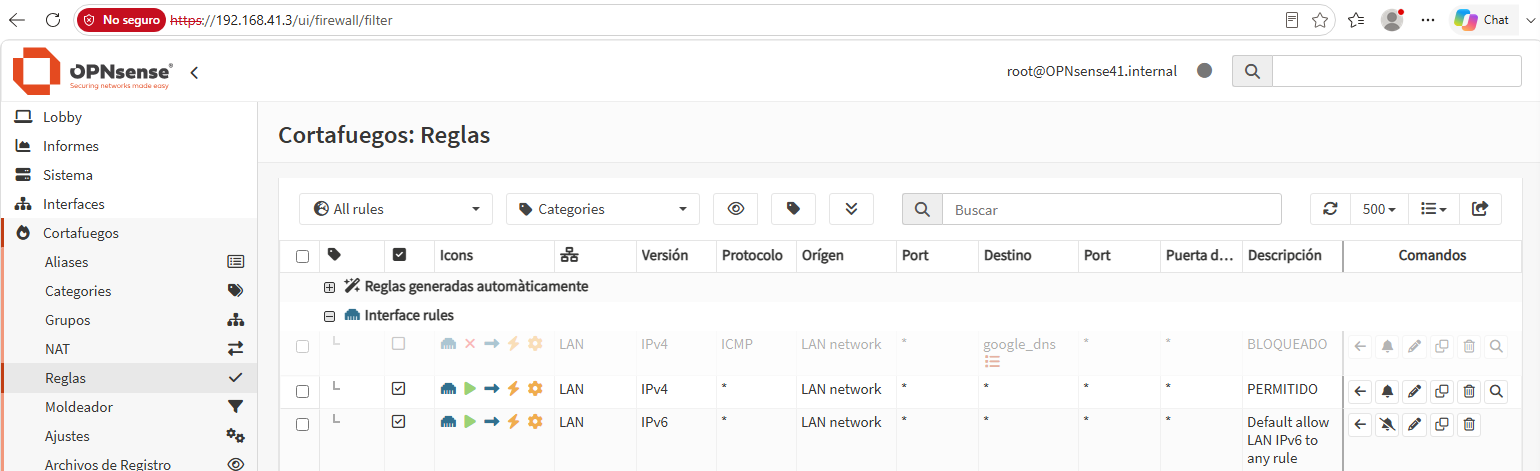 No seguro https://192.168.41.3/ui/firewall/filter Chat
OPNsense®
Securing networks made easy
root@OPNsense41.internal
Lobby
Informes
Sistema
Interfaces
Cortafuegos
Aliases
Categories
Grupos
NAT
Reglas
Moldeador
Ajustes
Archivos de Registro
Cortafuegos: Reglas
All rules Categories Buscar 500
Icons Versión Protocolo Orígen Port Destino Port Puerta d... Descripción Comandos
Reglas generadas automàticamente
Interface rules
LAN IPv4 ICMP LAN network * google_dns * * BLOQUEADO
LAN IPv4 * LAN network * * * * PERMITIDO
LAN IPv6 * LAN network * * * * Default allow
LAN IPv6 to
any rule